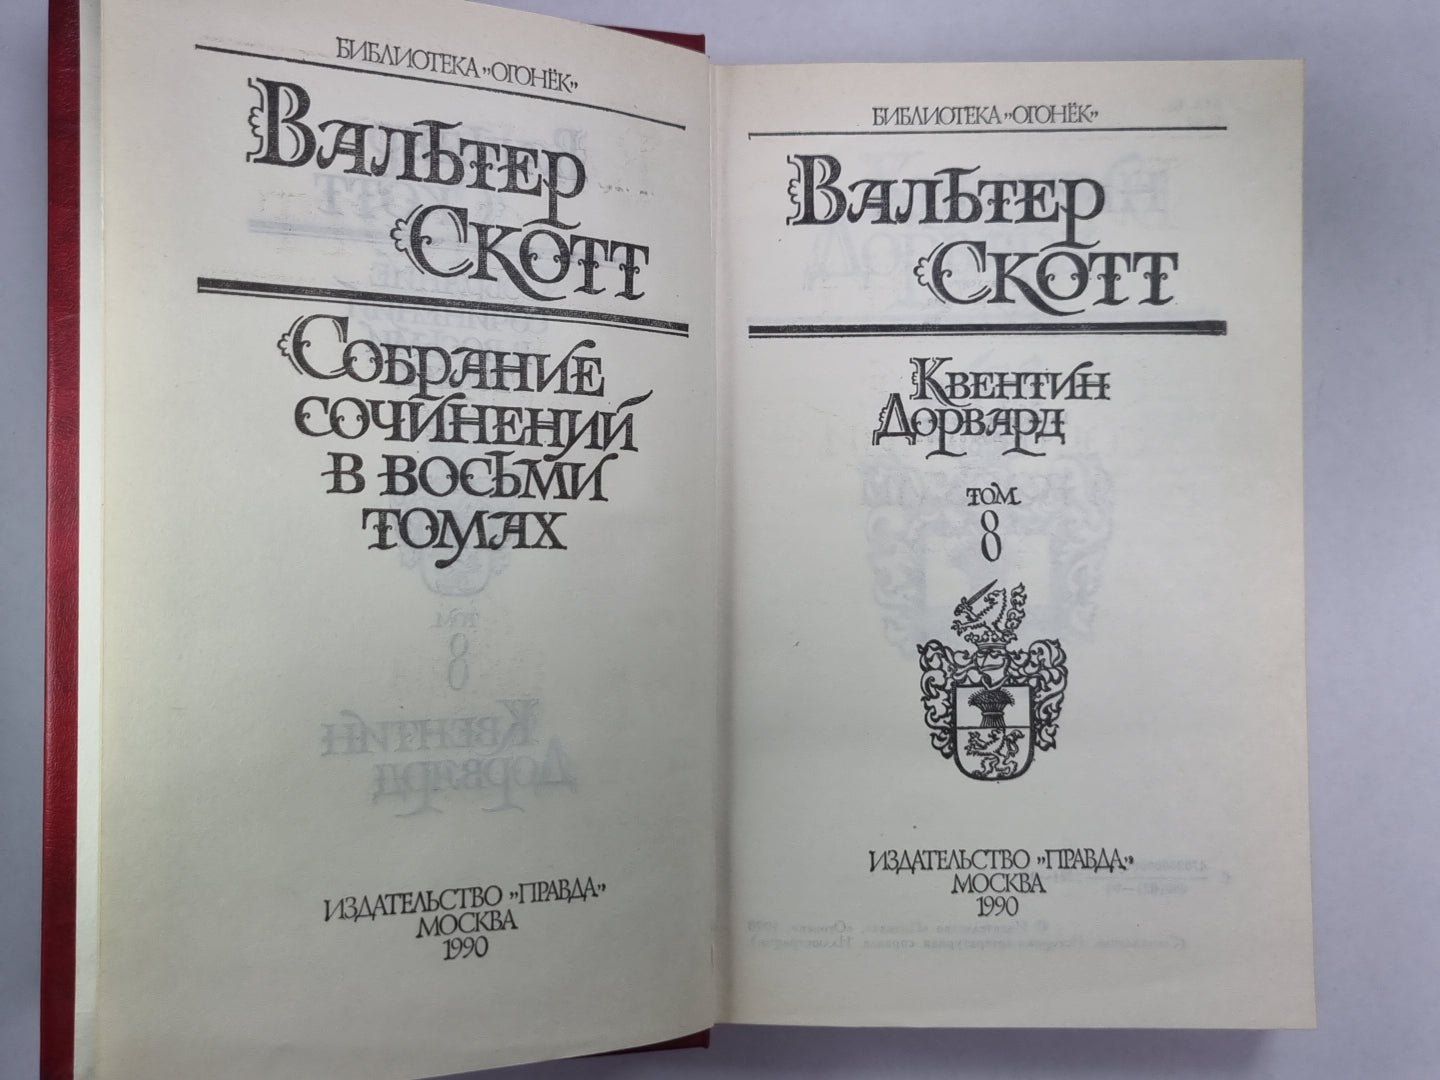 БИБЛИОТЕКА „ОГОНЁК”
ВАЛЬТЕР
СКОТТ
СОБРАНИЕ
СОЧИНЕНИЙ
В ВОСЬМИ
ТОМАХ
ИЗДАТЕЛЬСТВО „ПРАВДА”
МОСКВА
1990
БИБЛИОТЕКА „ОГОНЁК”
ВАЛЬТЕР
СКОТТ
КВЕНТИН
ДОРВАРД
ТОМ
8
ИЗДАТЕЛЬСТВО „ПРАВДА”
МОСКВА
1990